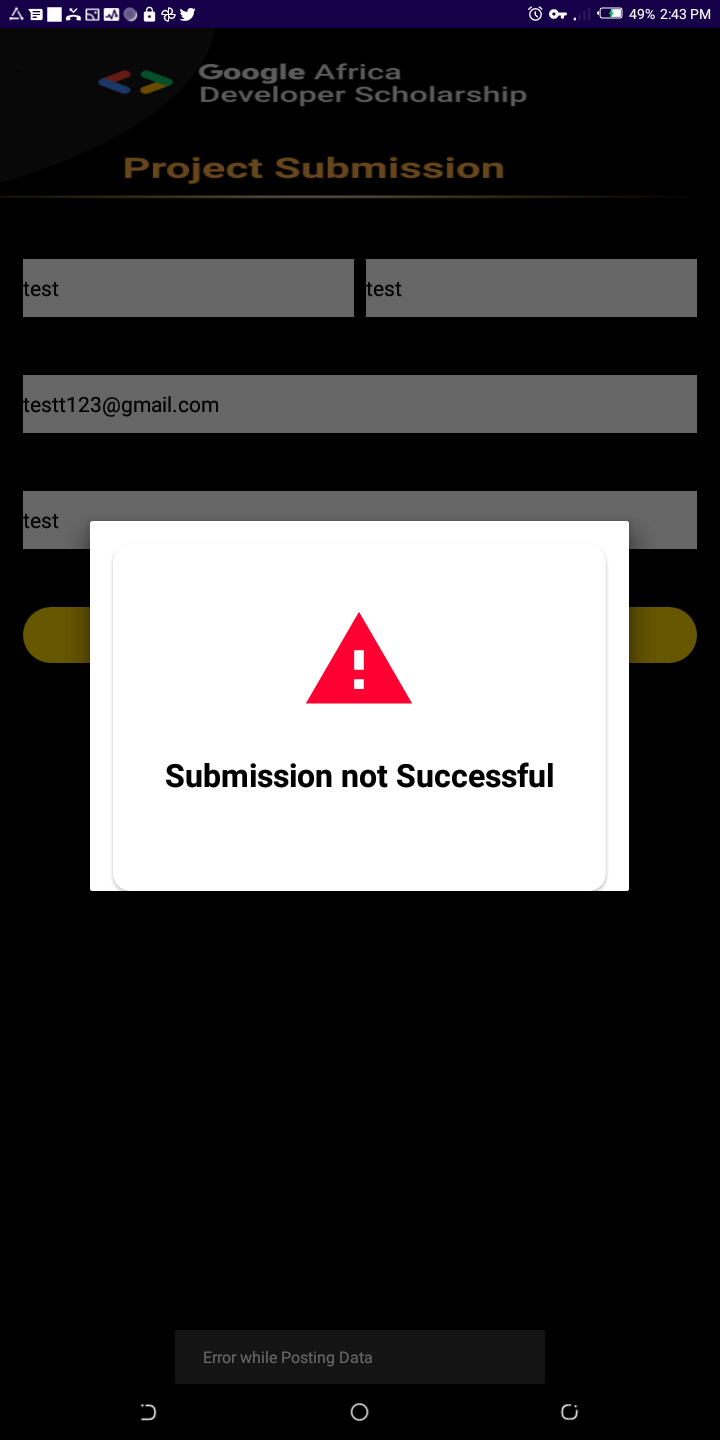 49% 2:43 PM
Google Africa
Developer Scholarship
Project Submission
test test
testt123@gmail.com
test
Submission not Successful
Error while Posting Data